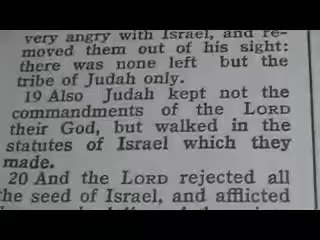 very angry with Israel, and re-
moved them out of his sight:
there was none left but the
tribe of Judah only.
19 Also Judah kept not the
commandments of the LORD
their God, but walked in the
statutes of Israel which they
made.
20 And the LORD rejected all
the seed of Israel, and afflicted